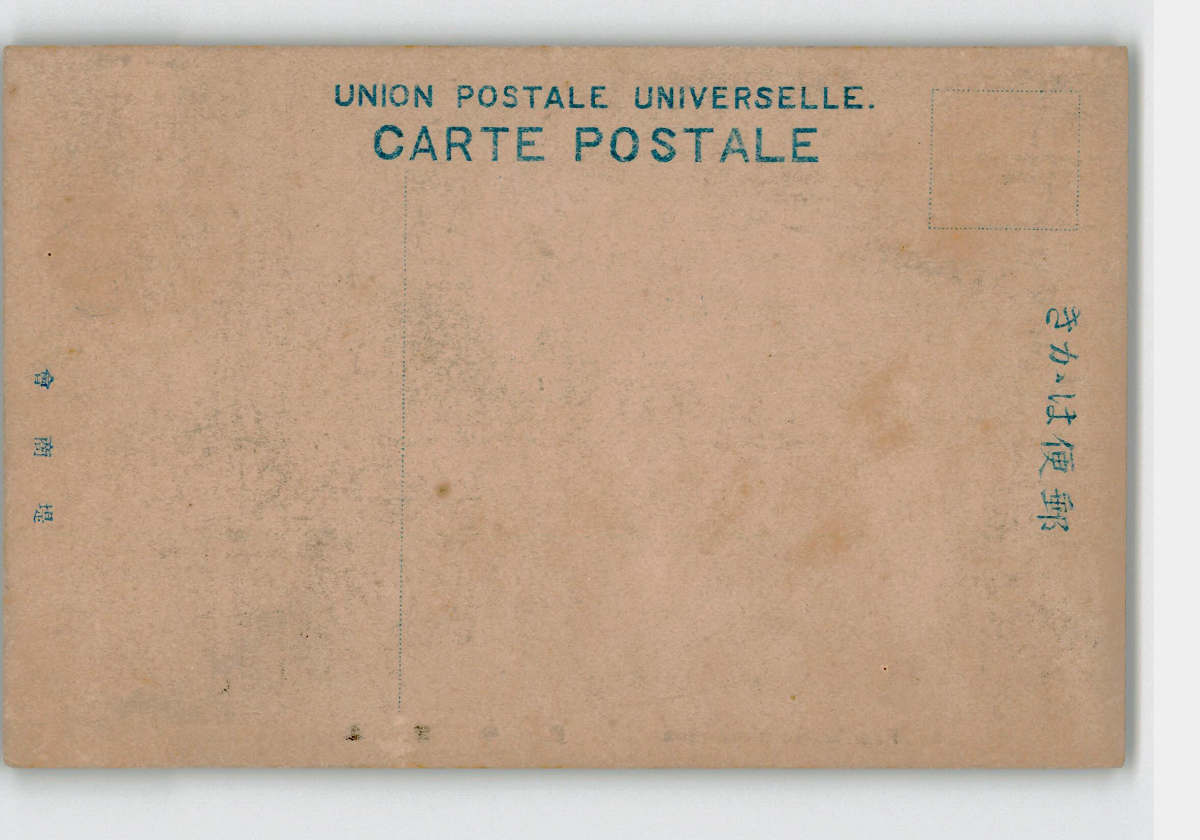 UNION POSTALE UNIVERSELLE.
CARTE POSTALE
郵便はかき
堤商會